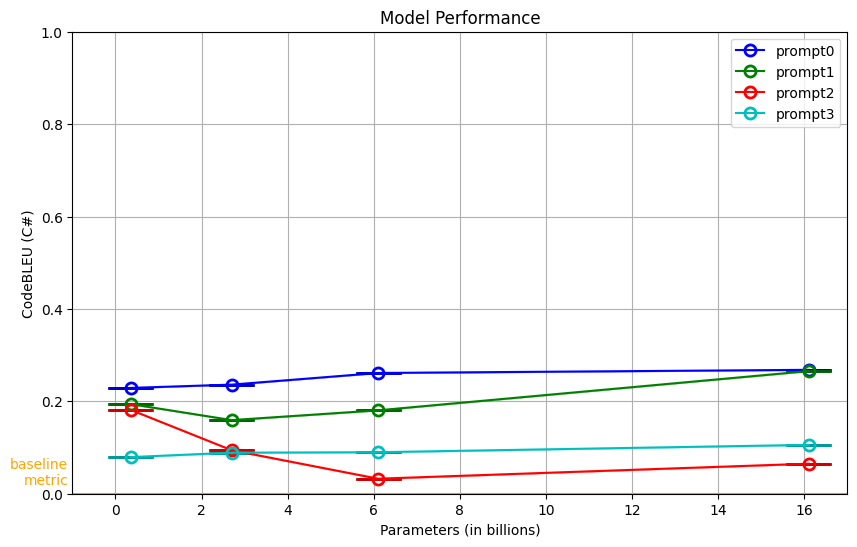 Model Performance
1.0
0.8
0.6
0.4
0.2
0.0
CodeBLEU (C#)
baseline
metric
prompt0
prompt1
prompt2
prompt3
0 2 4 6 8 10 12 14 16
Parameters (in billions)